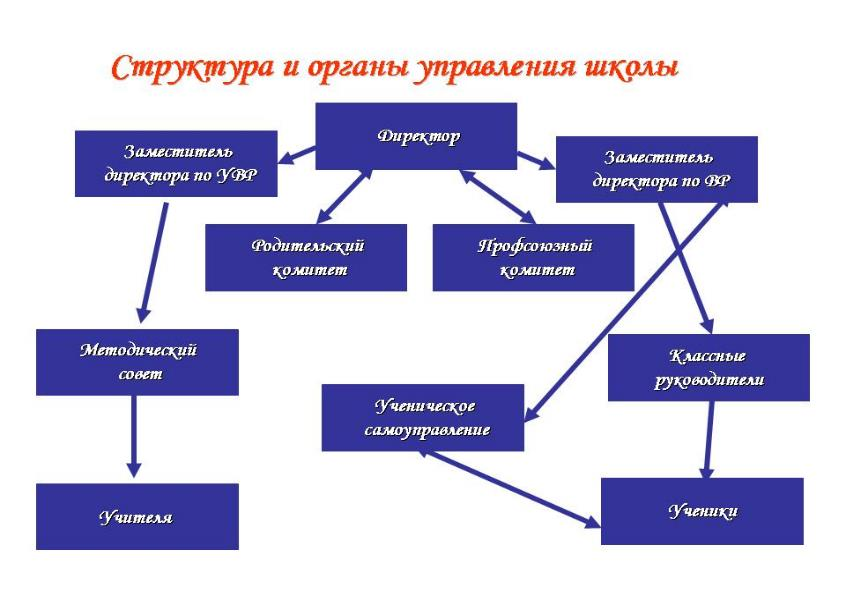 Структура и органы управления школы
Директор
Заместитель
директора по УВР
Заместитель
директора по ВР
Родительский
комитет
Профсоюзный
комитет
Методический
совет
Классные
руководители
Ученическое
самоуправление
Учителя
Ученики